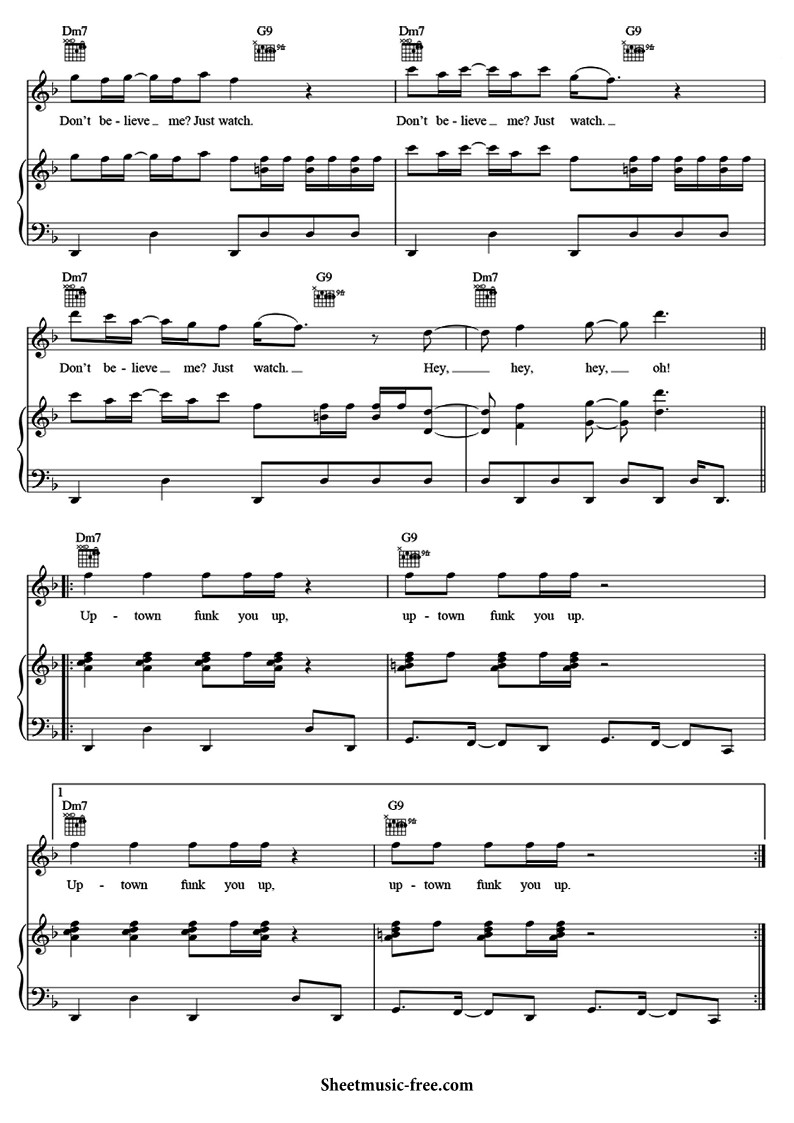 Dm7 G9 Dm7 G9
Don't be - lieve me? Just watch. Don't be - lieve me? Just watch.
Dm7 G9 Dm7
Don't be - lieve me? Just watch. Hey, hey, hey, oh!
Dm7 G9
Up - town funk you up, up - town funk you up.
1
Dm7 G9
Up - town funk you up, up - town funk you up.
Sheetmusic-free.com